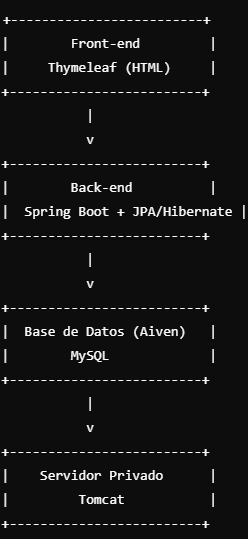 +-------------------------+
|        Front-end         |
|     Thymeleaf (HTML)     |
+-------------------------+
           |
           v
+-------------------------+
|        Back-end          |
|  Spring Boot + JPA/Hibernate |
+-------------------------+
           |
           v
+-------------------------+
|  Base de Datos (Aiven)   |
|        MySQL             |
+-------------------------+
           |
           v
+-------------------------+
|    Servidor Privado      |
|         Tomcat           |
+-------------------------+